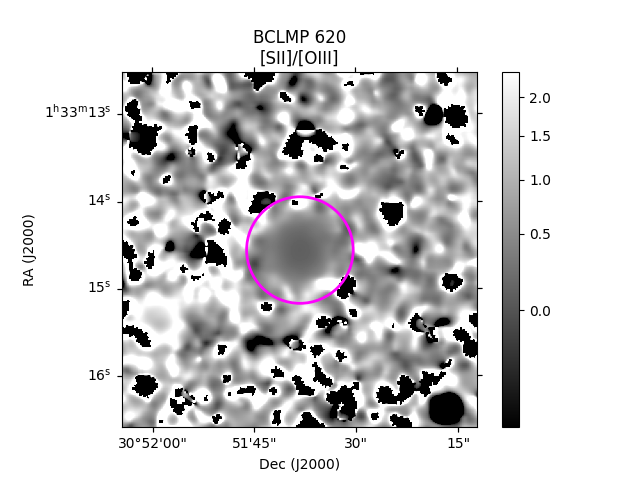 BCLMP 620
[SII]/[OIII]
1ʰ33ᵐ13ˢ
14ˢ
15ˢ
16ˢ
RA (J2000)
30°52'00"
51'45"
30"
15"
Dec (J2000)
2.0
1.5
1.0
0.5
0.0